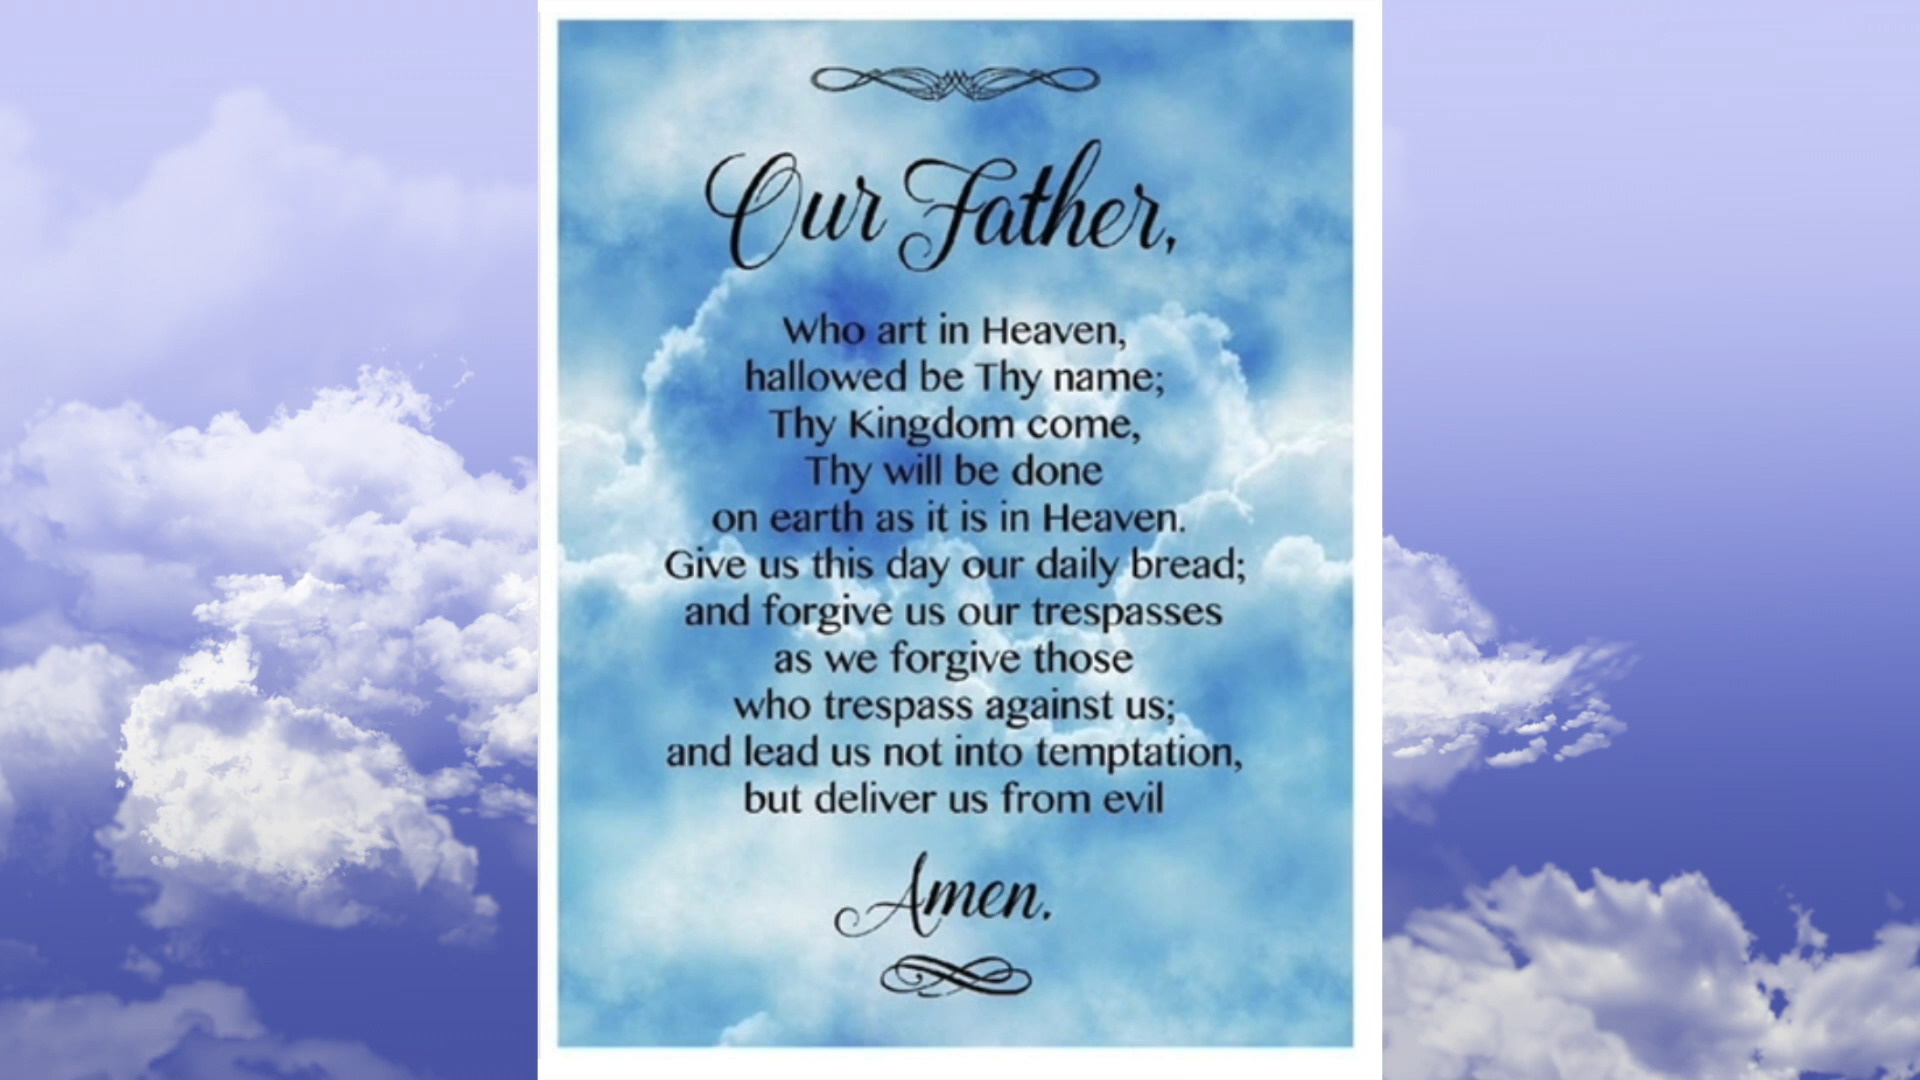 Our Father,
Who art in Heaven,
hallowed be Thy name;
Thy Kingdom come,
Thy will be done
on earth as it is in Heaven.
Give us this day our daily bread;
and forgive us our trespasses
as we forgive those
who trespass against us;
and lead us not into temptation,
but deliver us from evil
Amen.